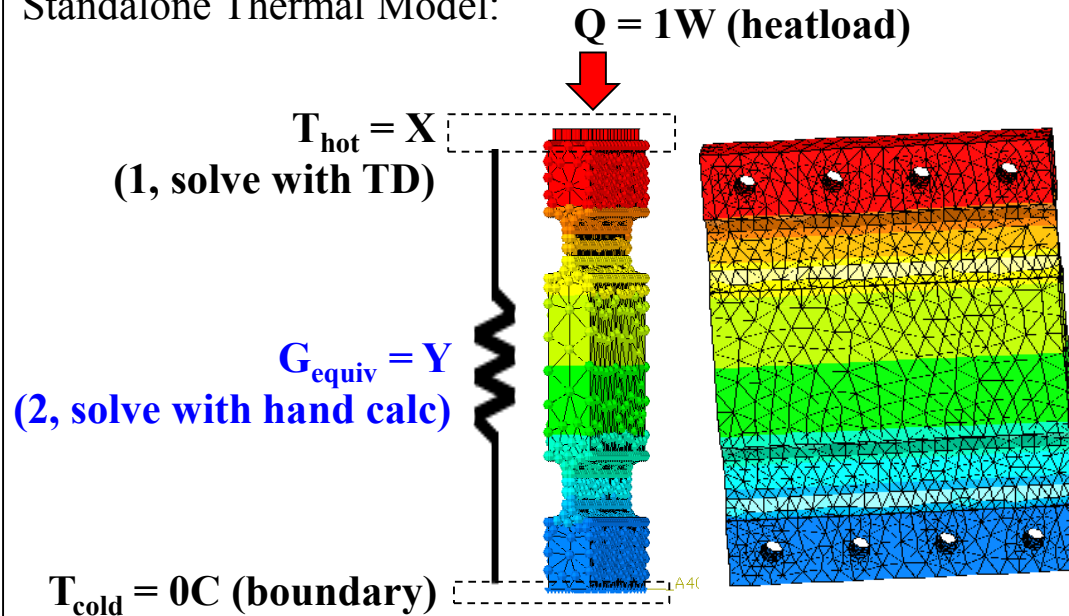 Standalone Thermal Model:
Q = 1W (heatload)
T_hot = X
(1, solve with TD)
G_equiv = Y
(2, solve with hand calc)
T_cold = 0C (boundary)